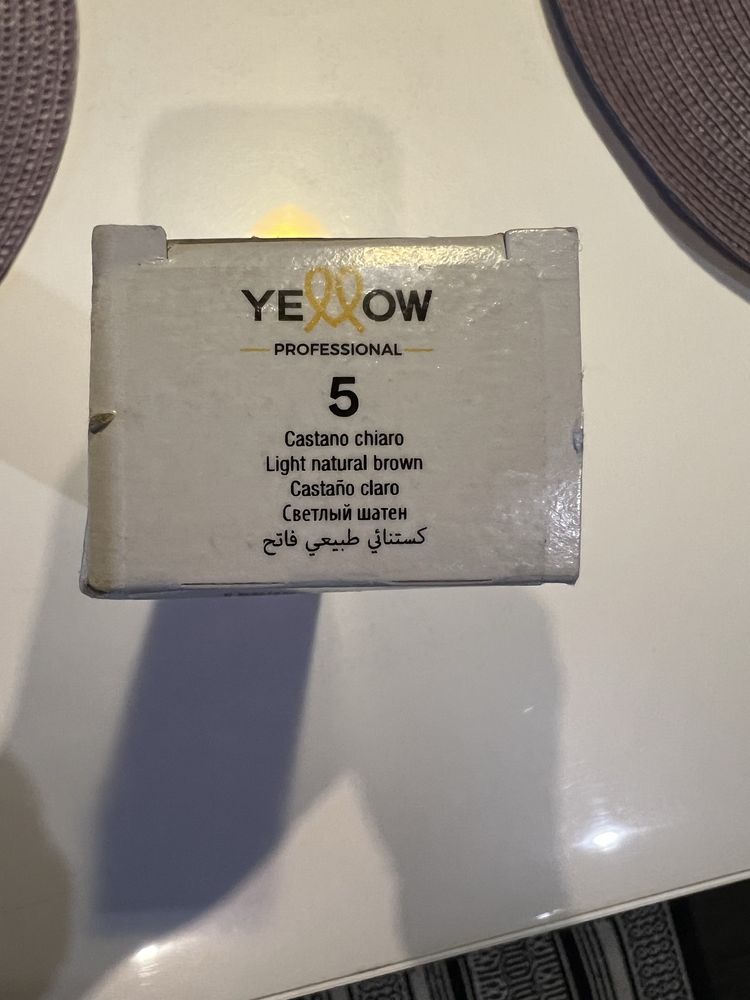 YELLOW
PROFESSIONAL
5
Castano chiaro
Light natural brown
Castaño claro
Светлый шатен
كستنائي طبيعي فاتح